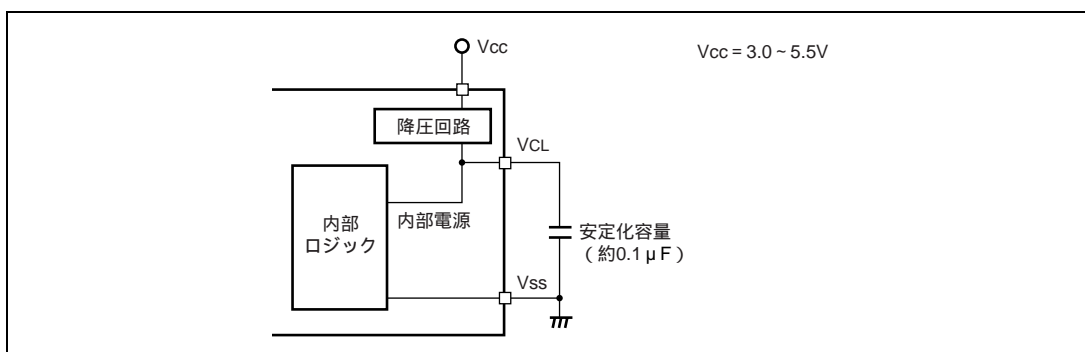 Vcc
Vcc = 3.0 ~ 5.5V
降圧回路
VCL
内部
ロジック
内部電源
安定化容量
（約0.1μF）
Vss